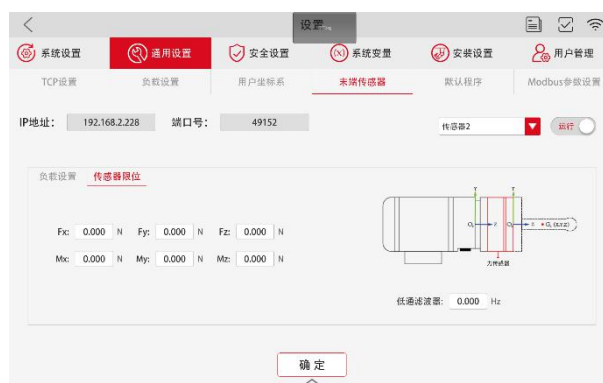 设置
系统设置 通用设置 安全设置 (X) 系统变量 安装设置 用户管理
TCP设置 负载设置 用户坐标系 末端传感器 默认程序 Modbus参数设置
IP地址: 192.168.2.228 端口号: 49152 传感器2 运行
负载设置 传感器限位
Fx: 0.000 N Fy: 0.000 N Fz: 0.000 N
Mx: 0.000 N My: 0.000 N Mz: 0.000 N
Y Y
O Z O Z G, (x,y,z)
力传感器
低通滤波器: 0.000 Hz
确定